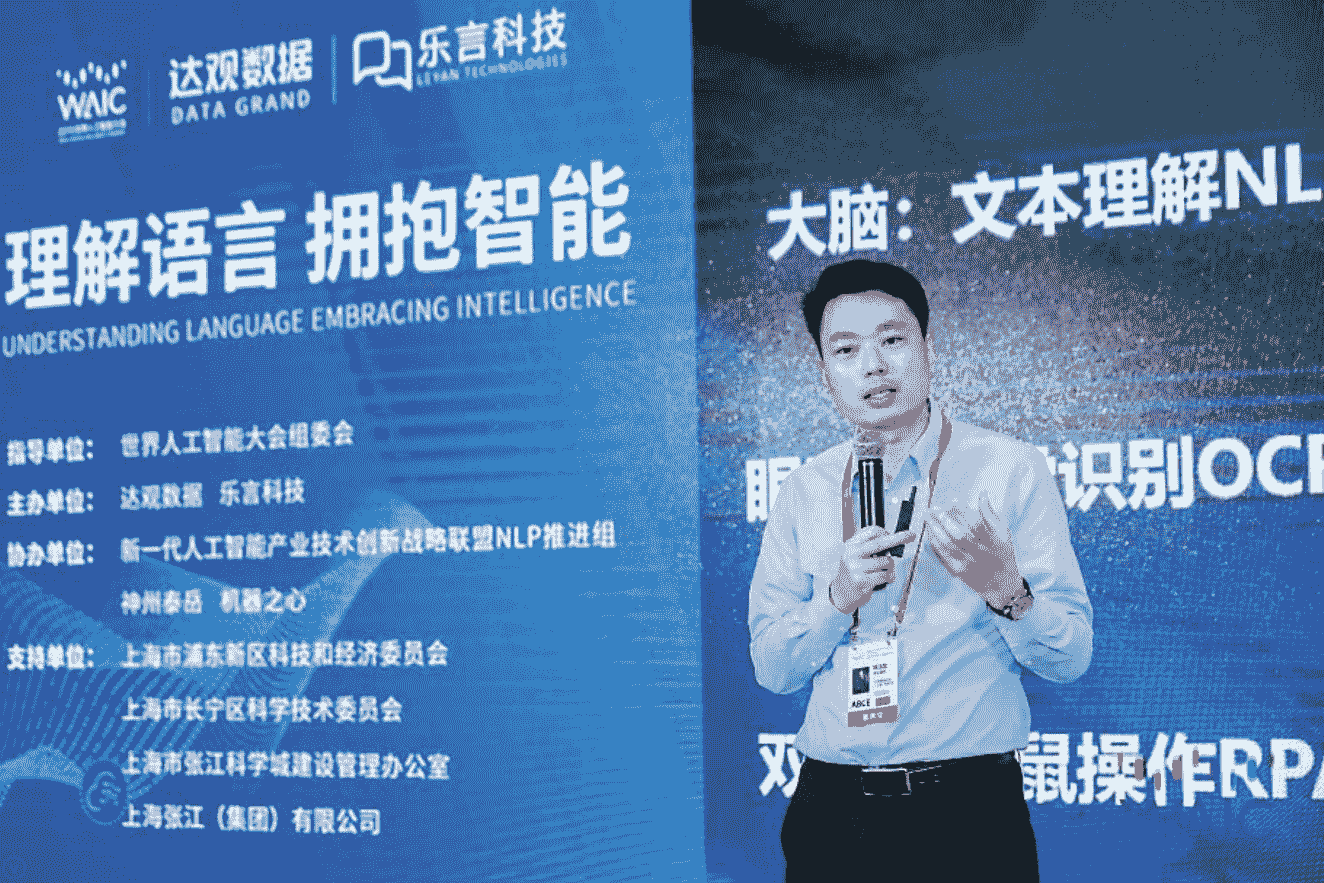 WAIC
达观数据
DATA GRAND
乐言科技
LEYAN TECHNOLOGIES
理解语言 拥抱智能
UNDERSTANDING LANGUAGE EMBRACING INTELLIGENCE
指导单位： 世界人工智能大会组委会
主办单位： 达观数据 乐言科技
协办单位： 新一代人工智能产业技术创新战略联盟NLP推进组
神州泰岳 机器之心
支持单位： 上海市浦东新区科技和经济委员会
上海市长宁区科学技术委员会
上海市张江科学城建设管理办公室
上海张江（集团）有限公司
大脑：文本理解NL
眼 识别OCR
双 鼠操作RPA
ABCE